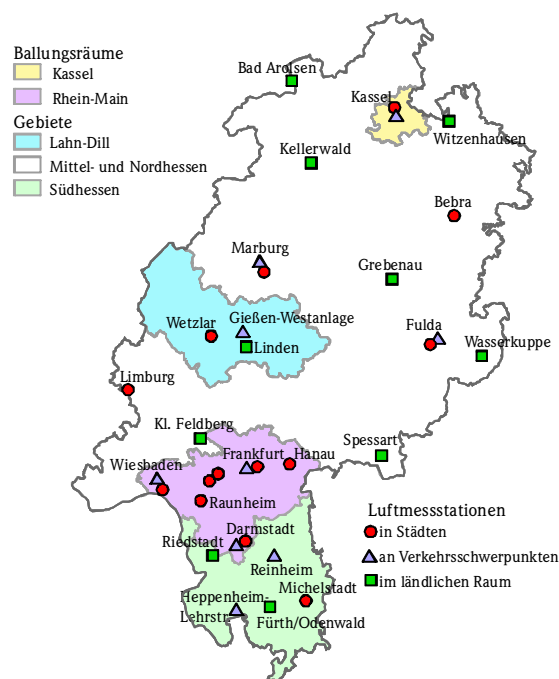 Ballungsräume
Kassel
Rhein-Main
Gebiete
Lahn-Dill
Mittel- und Nordhessen
Südhessen
Bad Arolsen
Kassel
Witzenhausen
Kellerwald
Bebra
Marburg
Grebenau
Gießen-Westanlage
Wetzlar
Linden
Fulda
Wasserkuppe
Limburg
Kl. Feldberg
Spessart
Frankfurt
Hanau
Wiesbaden
Raunheim
Darmstadt
Riedstadt
Reinheim
Michelstadt
Heppenheim-
Lehrstr.
Fürth/Odenwald
Luftmessstationen
in Städten
an Verkehrsschwerpunkten
im ländlichen Raum